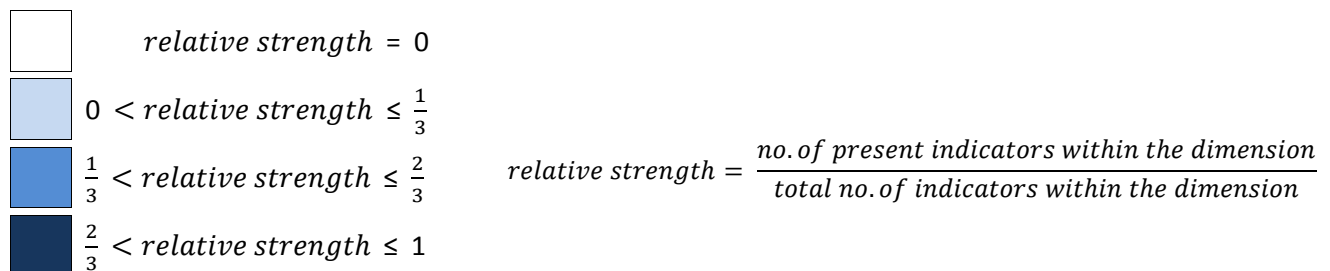 relative strength = 0
0 < relative strength ≤ 1/3
1/3 < relative strength ≤ 2/3
2/3 < relative strength ≤ 1
relative strength = no. of present indicators within the dimension / total no. of indicators within the dimension